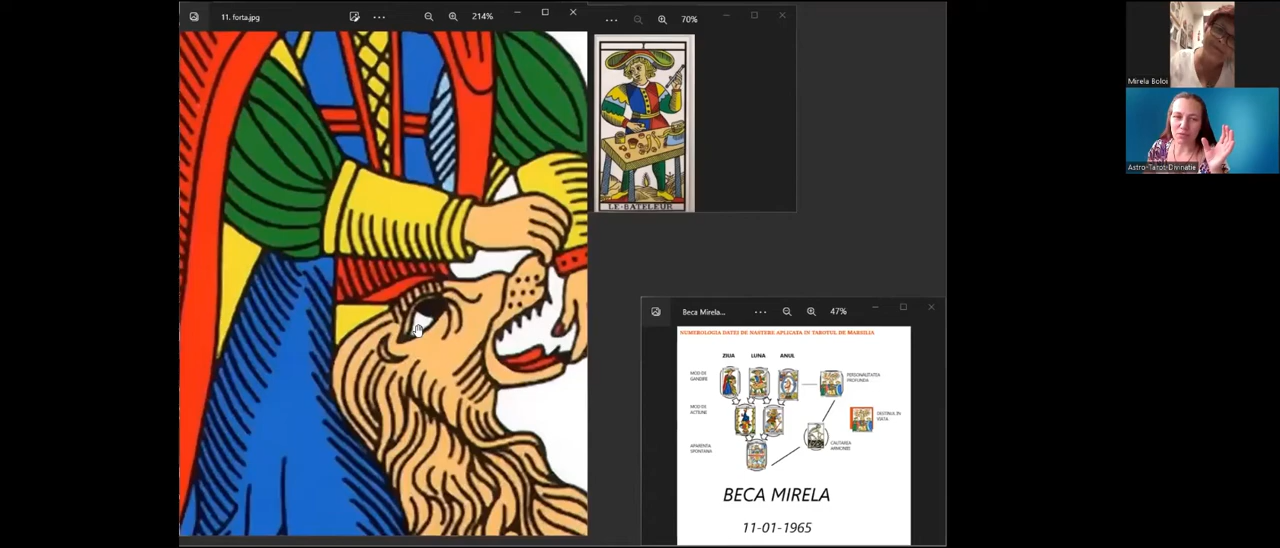 11. forta.jpg
214%
70%
I
LE·BATELEUR
Beca Mirela...
47%
NUMEROLOGIA DATEI DE NASTERE APLICATA IN TAROTUL DE MARSILIA
ZIUA LUNA ANUL
MOD DE
GANDIRE
PERSONALITATEA
PROFUNDA
MOD DE
ACTIUNE
DESTINUL IN
VIATA
APARENTA
SPONTANA
CAUTAREA
ARMONIEI
BECA MIRELA
11-01-1965
Mirela Boloi
Astro-Tarot-Divinatie